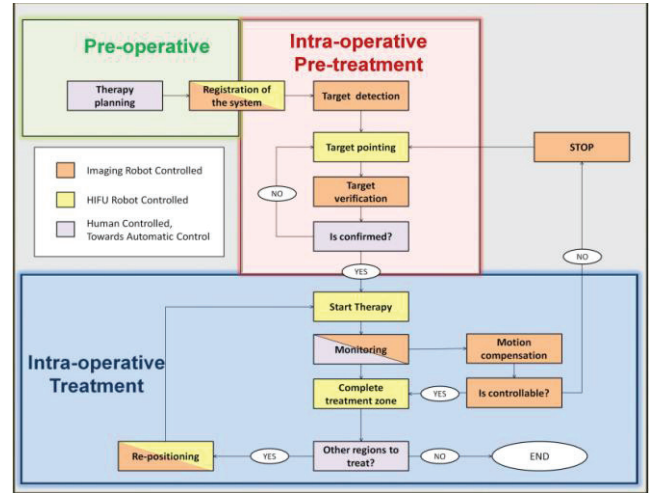 Pre-operative
Intra-operative
Pre-treatment
Therapy
planning
Registration of
the system
Target detection
Target pointing
STOP
Imaging Robot Controlled
HIFU Robot Controlled
Human Controlled,
Towards Automatic Control
NO
Target
verification
Is confirmed?
NO
YES
Start Therapy
Intra-operative
Treatment
Monitoring
Motion
compensation
Complete
treatment zone
YES
Is controllable?
Re-positioning
YES
Other regions to
treat?
NO
END